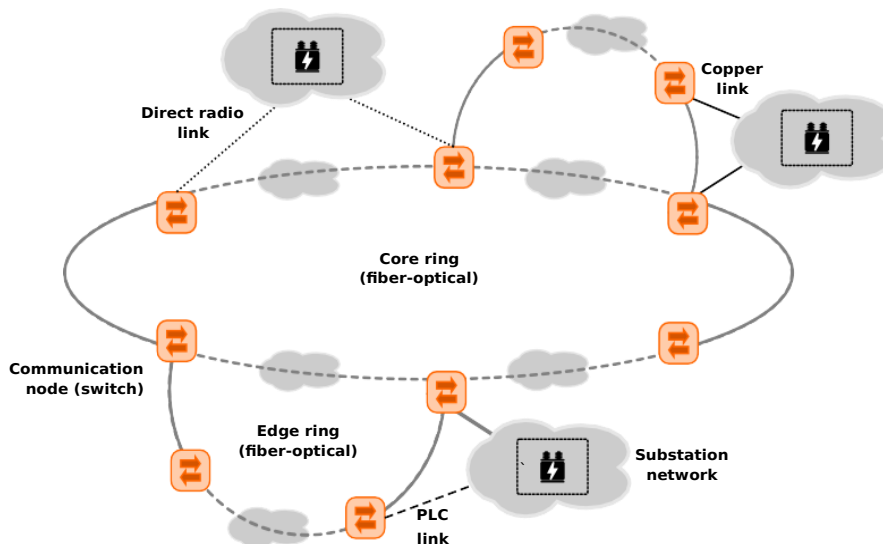 Copper
link
Direct radio
link
Core ring
(fiber-optical)
Communication
node (switch)
Edge ring
(fiber-optical)
Substation
network
PLC
link